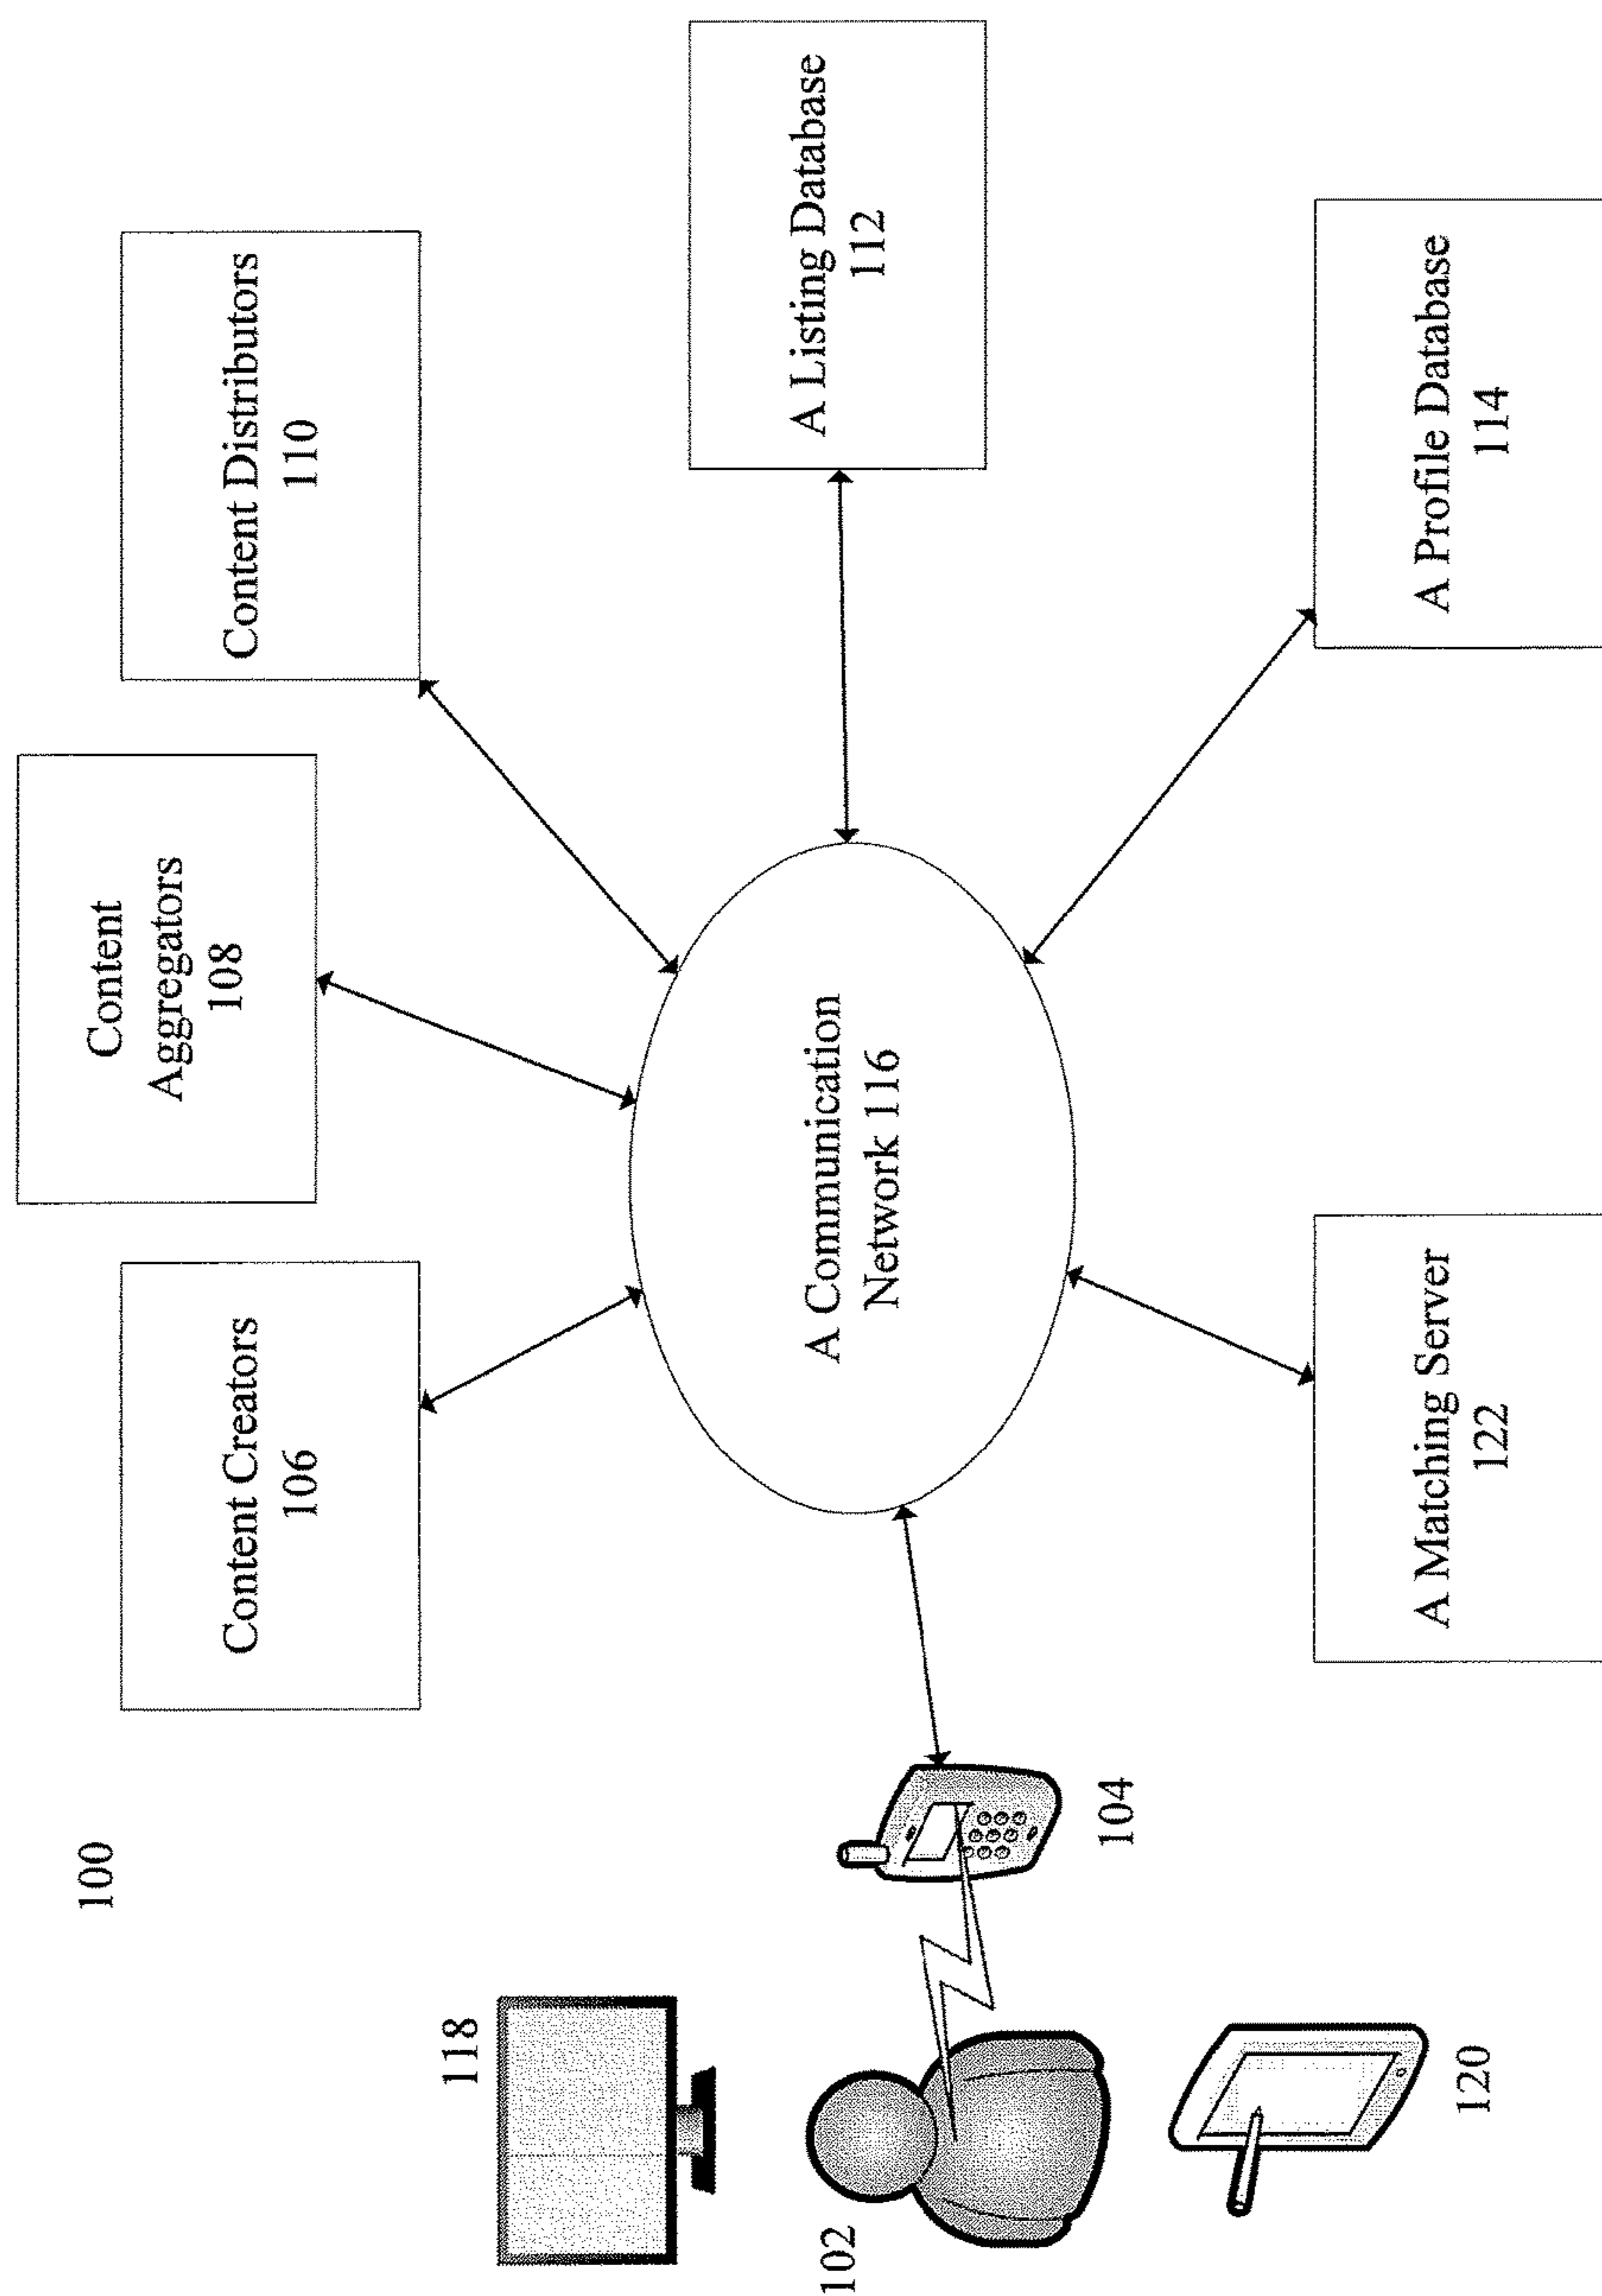 100
Content Creators
106
Content
Aggregators
108
Content Distributors
110
118
102
104
120
A Communication
Network 116
A Listing Database
112
A Matching Server
122
A Profile Database
114